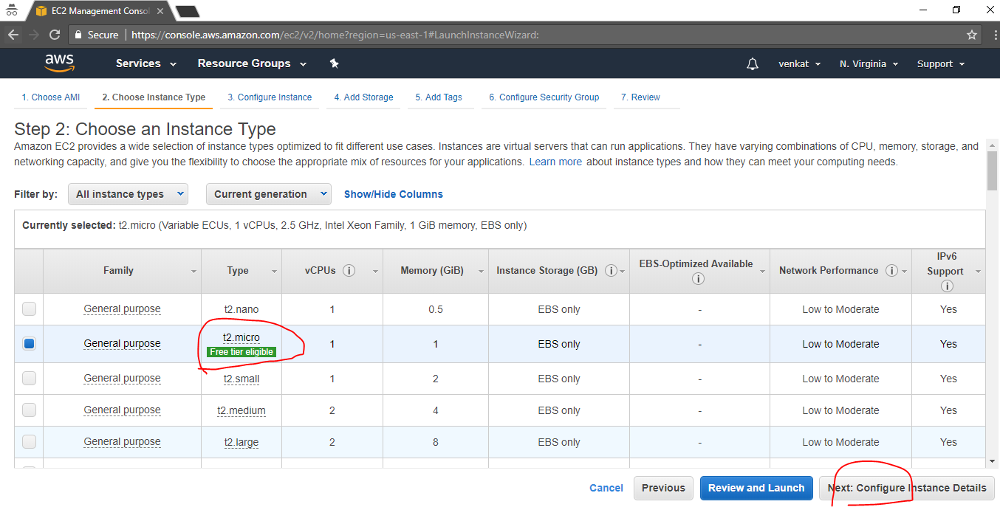 EC2 Management Conso
Secure https://console.aws.amazon.com/ec2/v2/home?region=us-east-1#LaunchInstanceWizard:
aws Services Resource Groups venkat N. Virginia Support
1. Choose AMI 2. Choose Instance Type 3. Configure Instance 4. Add Storage 5. Add Tags 6. Configure Security Group 7. Review
Step 2: Choose an Instance Type
Amazon EC2 provides a wide selection of instance types optimized to fit different use cases. Instances are virtual servers that can run applications. They have varying combinations of CPU, memory, storage, and
networking capacity, and give you the flexibility to choose the appropriate mix of resources for your applications. Learn more about instance types and how they can meet your computing needs.
Filter by: All instance types Current generation Show/Hide Columns
Currently selected: t2.micro (Variable ECUs, 1 vCPUs, 2.5 GHz, Intel Xeon Family, 1 GiB memory, EBS only)
Family Type vCPUs Memory (GiB) Instance Storage (GB) EBS-Optimized Available Network Performance IPv6 Support
General purpose t2.nano 1 0.5 EBS only - Low to Moderate Yes
General purpose t2.micro 1 1 EBS only - Low to Moderate Yes
Free tier eligible
General purpose t2.small 1 2 EBS only - Low to Moderate Yes
General purpose t2.medium 2 4 EBS only - Low to Moderate Yes
General purpose t2.large 2 8 EBS only - Low to Moderate Yes
Cancel Previous Review and Launch Next: Configure Instance Details